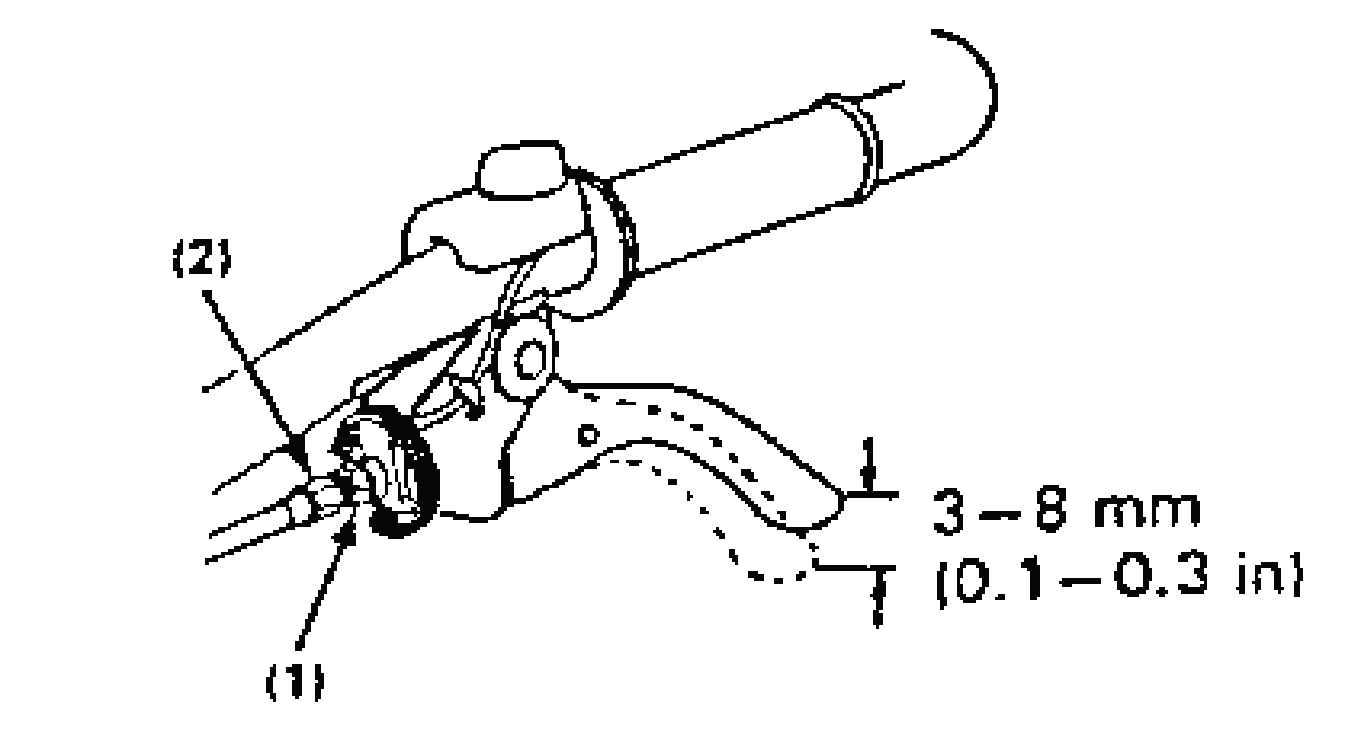 (2)
3–8 mm
(0.1–0.3 in)
(1)